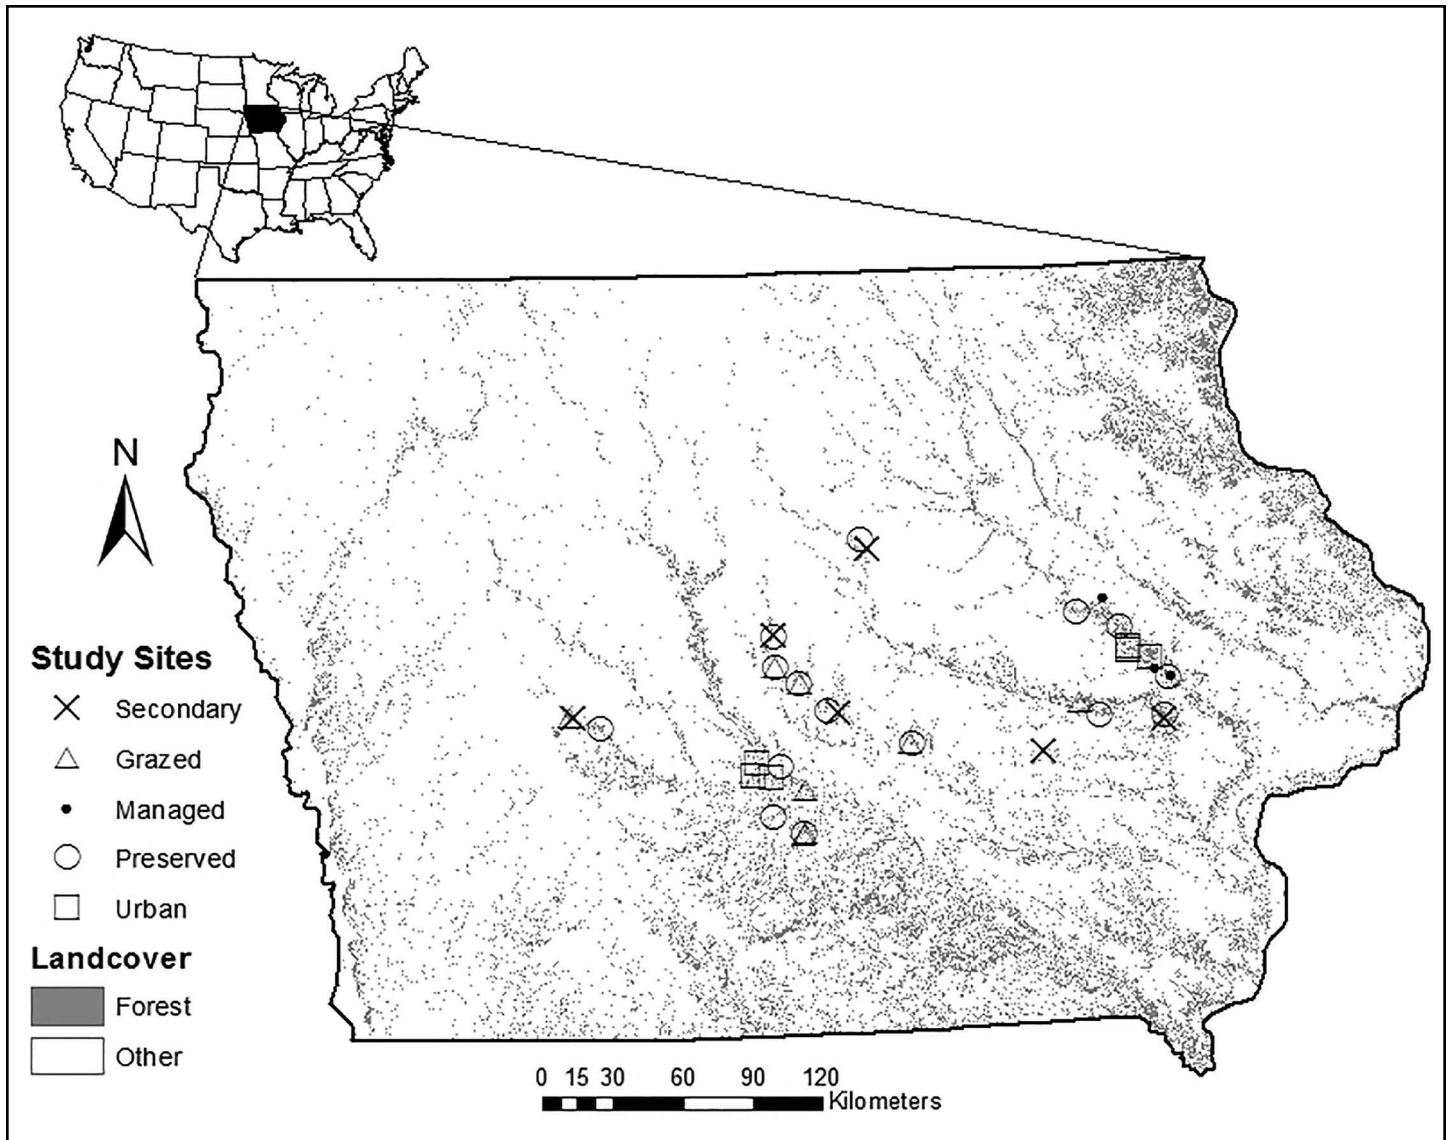 N
Study Sites
Secondary
Grazed
Managed
Preserved
Urban
Landcover
Forest
Other
0 15 30 60 90 120
Kilometers